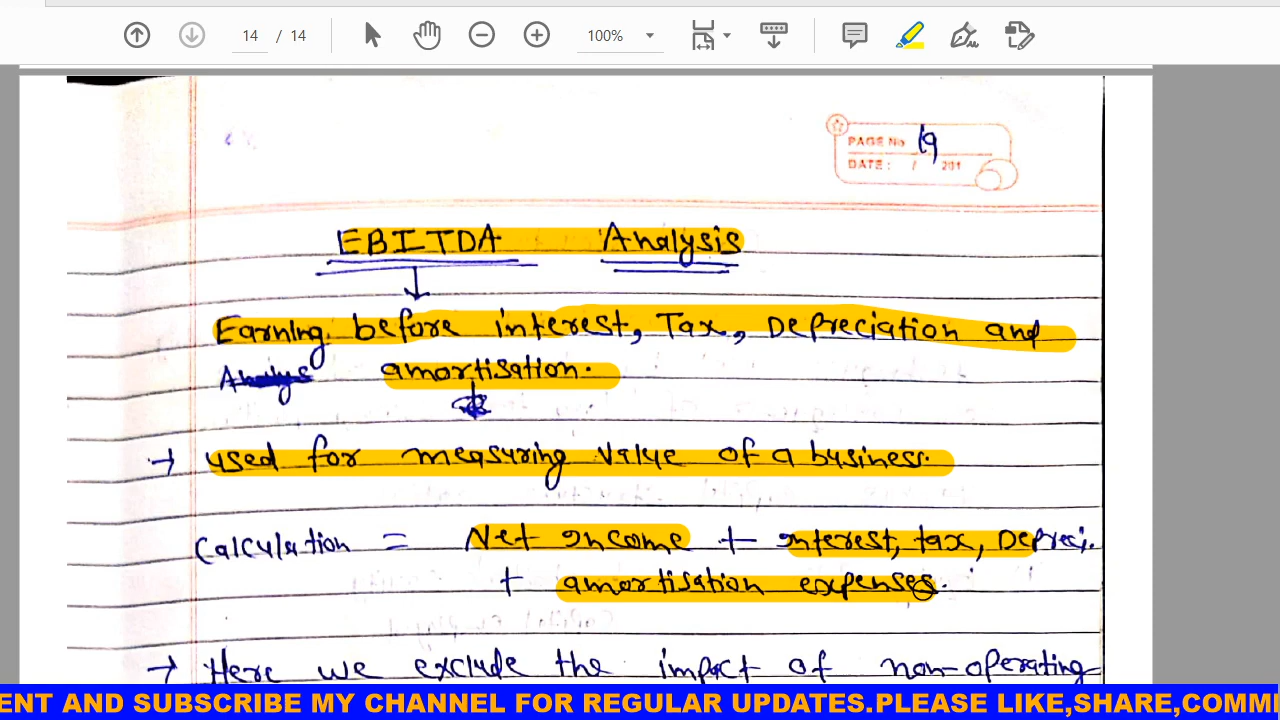 14 / 14
100%
PAGE No 19
DATE: / 201
EBITDA Analysis
Earning before interest, Tax, Depreciation and
amortisation.
→ used for measuring value of a business.
Calculation = Net income + interest, tax, Depreci.
+ amortisation expenses.
→ Here we exclude the impact of non-operating
ENT AND SUBSCRIBE MY CHANNEL FOR REGULAR UPDATES.PLEASE LIKE,SHARE,COMM